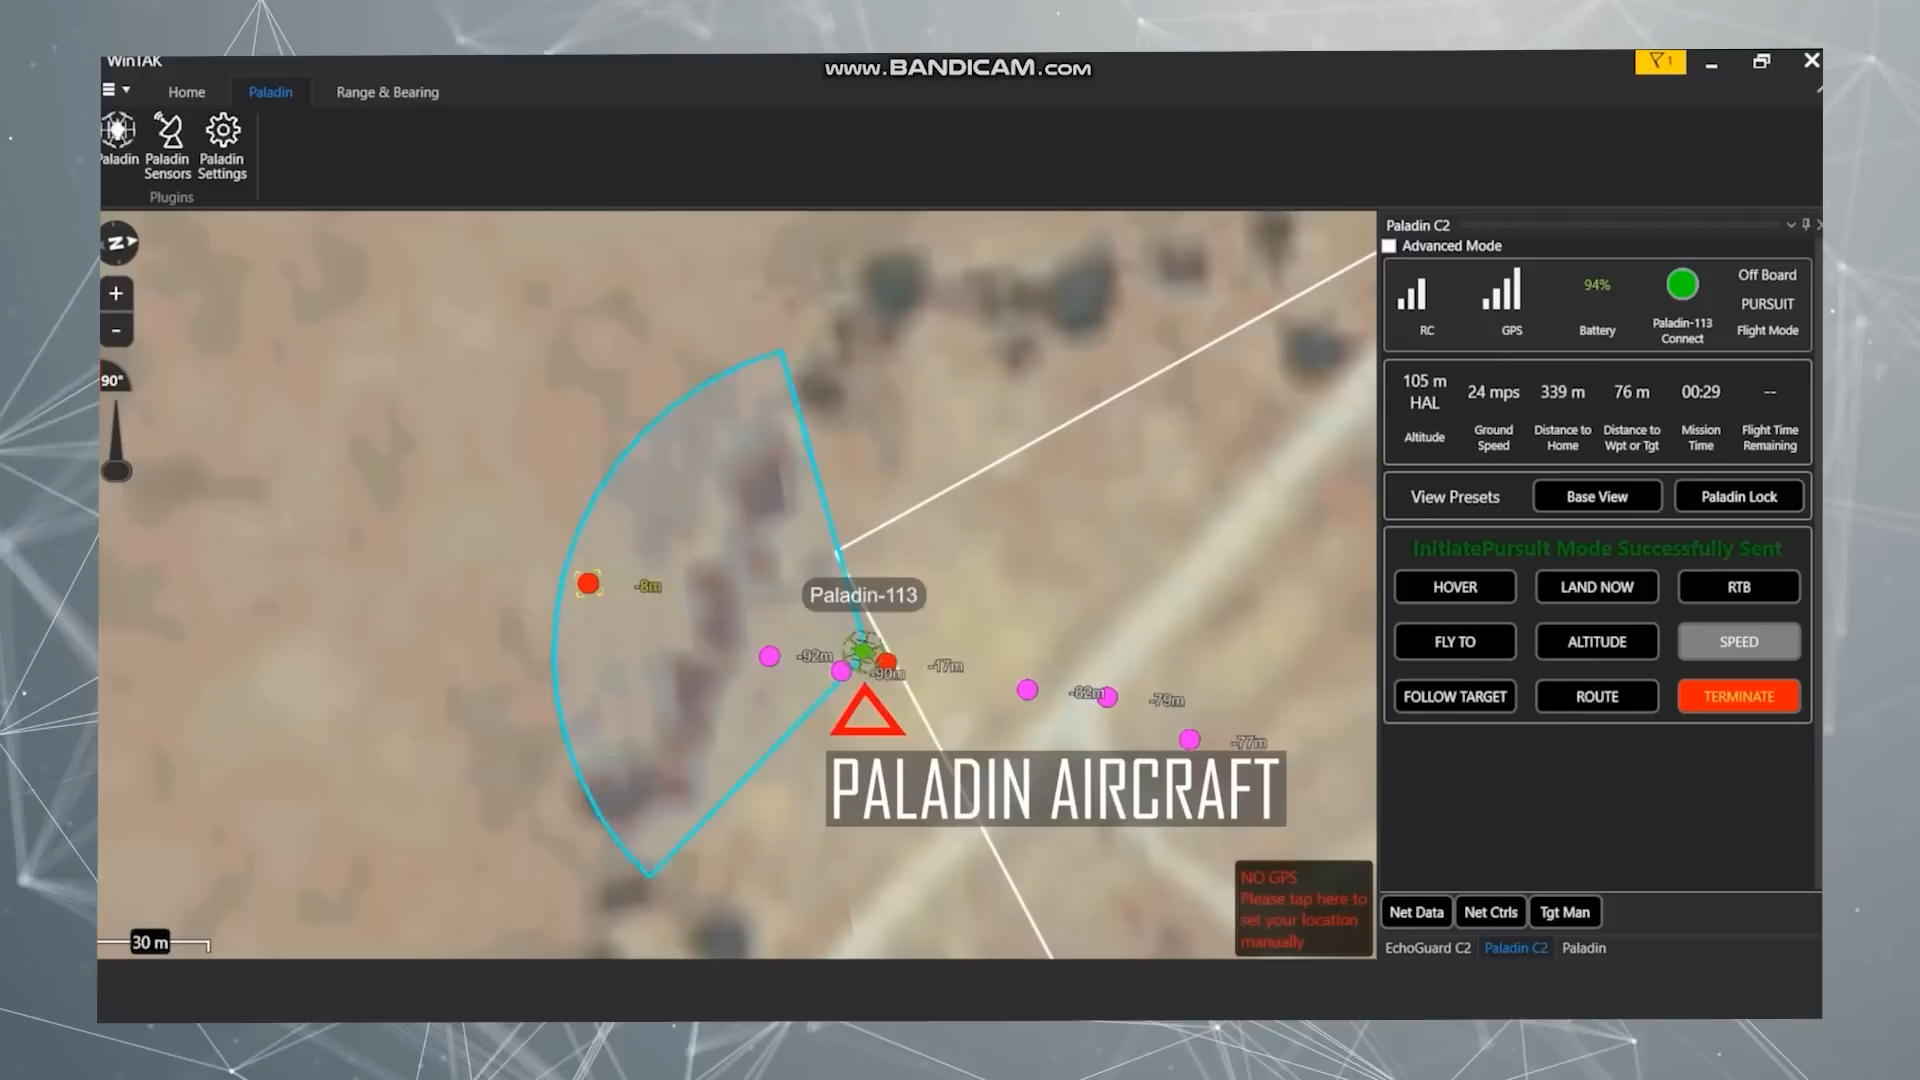 WinTAK
www.BANDICAM.com
1
Home
Paladin
Range & Bearing
Paladin
Paladin Sensors
Paladin Settings
Plugins
N
+
-
90°
-8m
Paladin-113
-92m
-90m
-17m
-82m
-79m
-77m
PALADIN AIRCRAFT
NO GPS
Please tap here to
set your location
manually
30 m
Paladin C2
Advanced Mode
94%
Off Board
PURSUIT
RC
GPS
Battery
Paladin-113
Connect
Flight Mode
105 m
HAL
24 mps
339 m
76 m
00:29
--
Altitude
Ground
Speed
Distance to
Home
Distance to
Wpt or Tgt
Mission
Time
Flight Time
Remaining
View Presets
Base View
Paladin Lock
InitiatePursuit Mode Successfully Sent
HOVER
LAND NOW
RTB
FLY TO
ALTITUDE
SPEED
FOLLOW TARGET
ROUTE
TERMINATE
Net Data
Net Ctrls
Tgt Man
EchoGuard C2
Paladin C2
Paladin